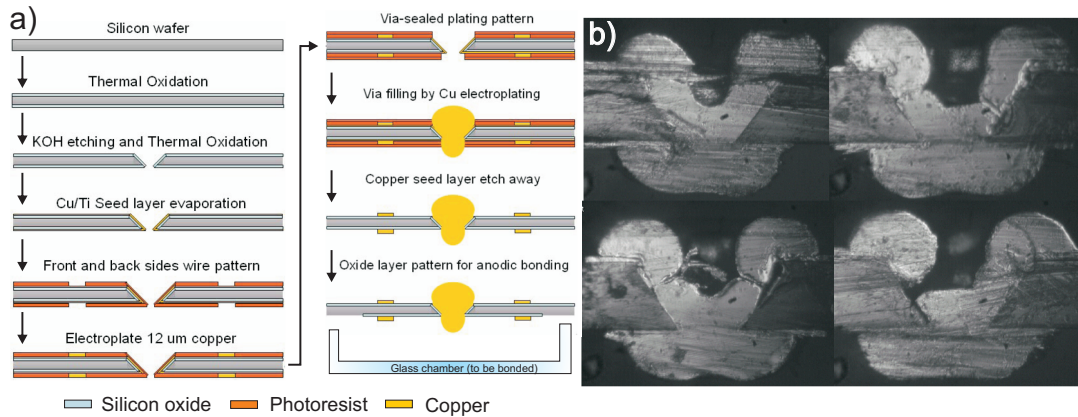 a)
Silicon wafer
Thermal Oxidation
KOH etching and Thermal Oxidation
Cu/Ti Seed layer evaporation
Front and back sides wire pattern
Electroplate 12 um copper
Via-sealed plating pattern
Via filling by Cu electroplating
Copper seed layer etch away
Oxide layer pattern for anodic bonding
Glass chamber (to be bonded)
Silicon oxide
Photoresist
Copper
b)